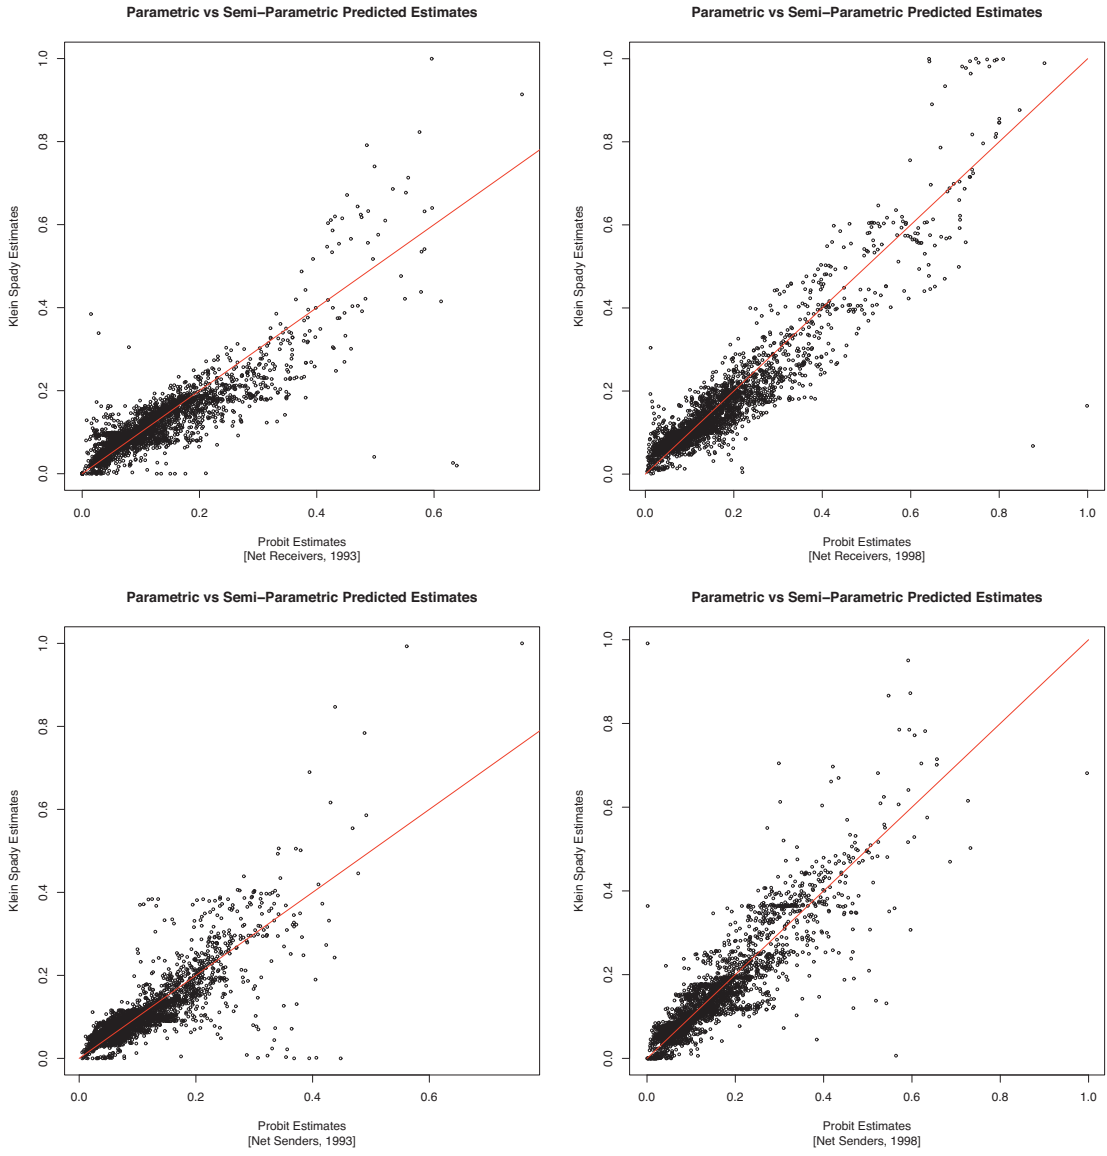 Parametric vs Semi−Parametric Predicted Estimates
1.0
0.8
0.6
0.4
0.2
0.0
Klein Spady Estimates
0.0 0.2 0.4 0.6
Probit Estimates
[Net Receivers, 1993]
Parametric vs Semi−Parametric Predicted Estimates
1.0
0.8
0.6
0.4
0.2
0.0
Klein Spady Estimates
0.0 0.2 0.4 0.6 0.8 1.0
Probit Estimates
[Net Receivers, 1998]
Parametric vs Semi−Parametric Predicted Estimates
1.0
0.8
0.6
0.4
0.2
0.0
Klein Spady Estimates
0.0 0.2 0.4 0.6
Probit Estimates
[Net Senders, 1993]
Parametric vs Semi−Parametric Predicted Estimates
1.0
0.8
0.6
0.4
0.2
0.0
Klein Spady Estimates
0.0 0.2 0.4 0.6 0.8 1.0
Probit Estimates
[Net Senders, 1998]